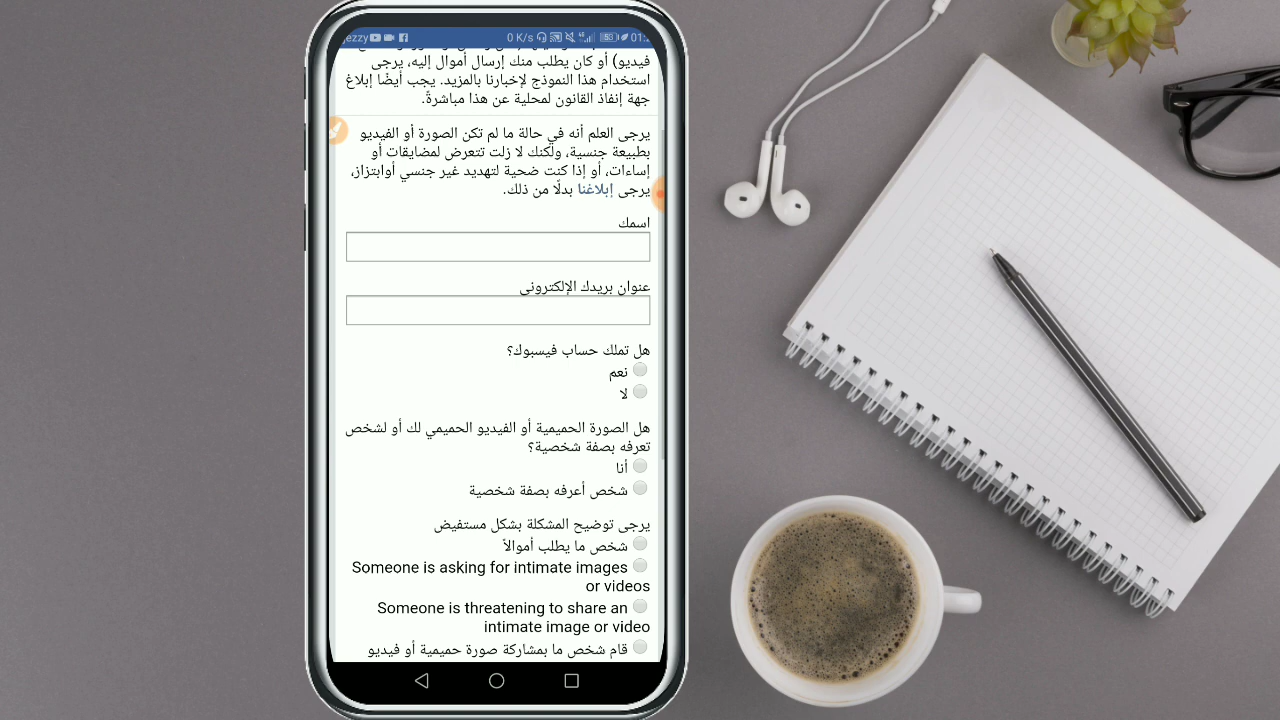 jezzy 0 K/s 4G 58 01:
فيديو) أو كان يطلب منك إرسال أموال إليه، يرجى
استخدام هذا النموذج لإخبارنا بالمزيد. يجب أيضًا إبلاغ
جهة إنفاذ القانون لمحلية عن هذا مباشرةً.
يرجى العلم أنه في حالة ما لم تكن الصورة أو الفيديو
بطبيعة جنسية، ولكنك لا زلت تتعرض لمضايقات أو
إساءات، أو إذا كنت ضحية لتهديد غير جنسي أوابتزاز،
يرجى إبلاغنا بدلًا من ذلك.
اسمك
عنوان بريدك الإلكتروني
هل تملك حساب فيسبوك؟
نعم
لا
هل الصورة الحميمية أو الفيديو الحميمي لك أو لشخص
تعرفه بصفة شخصية؟
أنا
شخص أعرفه بصفة شخصية
يرجى توضيح المشكلة بشكل مستفيض
شخص ما يطلب أموالاً
Someone is asking for intimate images
or videos
Someone is threatening to share an
intimate image or video
قام شخص ما بمشاركة صورة حميمية أو فيديو